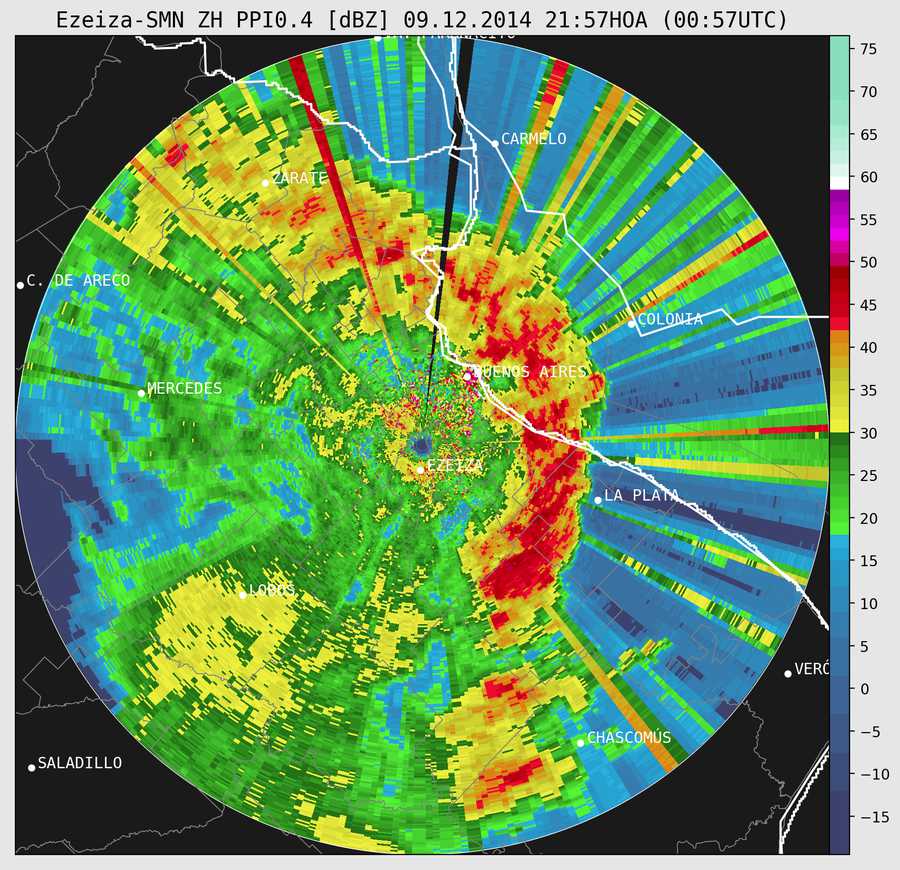 Ezeiza-SMN ZH PPI0.4 [dBZ] 09.12.2014 21:57HOA (00:57UTC)
CARMELO
ZARATE
C. DE ARECO
COLONIA
BUENOS AIRES
MERCEDES
EZEIZA
LA PLATA
LOBOS
VERÓ
CHASCOMUS
SALADILLO
75
70
65
60
55
50
45
40
35
30
25
20
15
10
5
0
−5
−10
−15